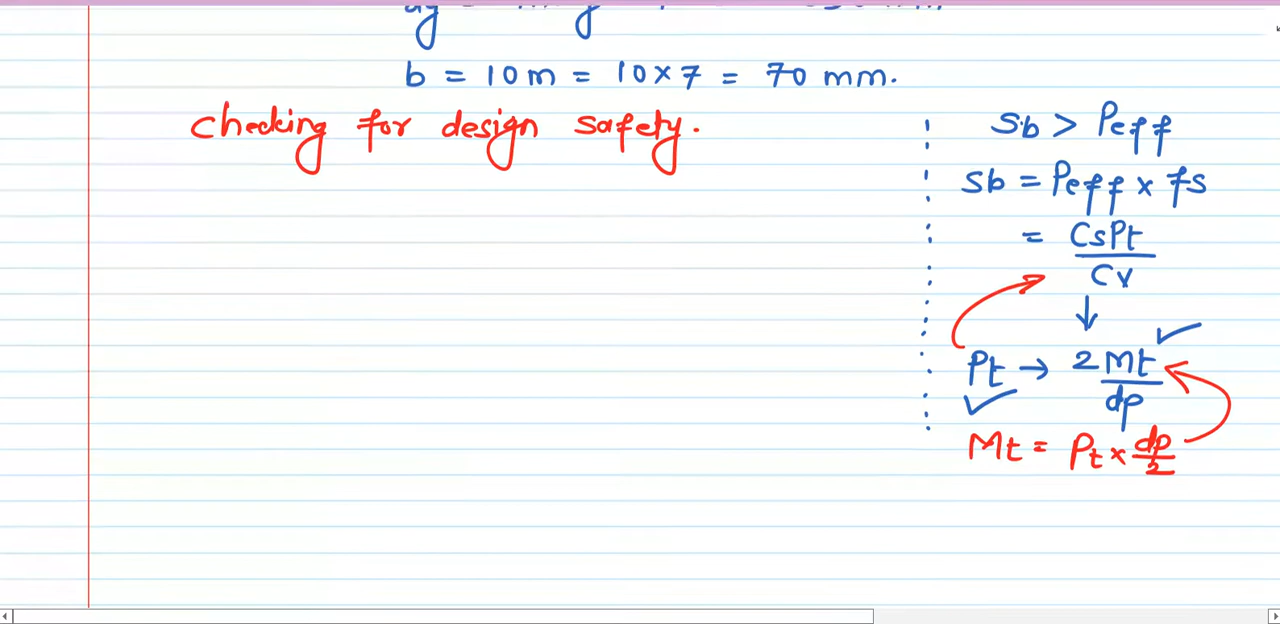 b = 10 m = 10 × 7 = 70 mm.
Checking for design safety.
Sb > Peff
Sb = Peff × fs
= CsPt
Cv
↓
Pt → 2Mt
dp
Mt = Pt × dp/2